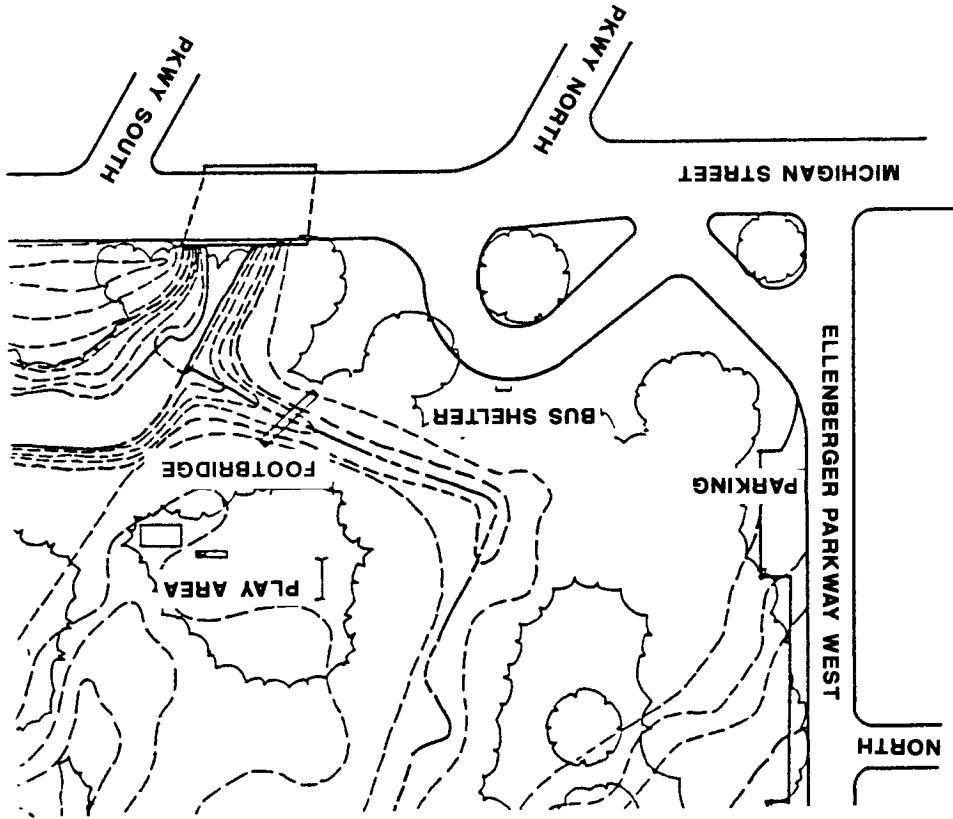 PKWY SOUTH
PKWY NORTH
MICHIGAN STREET
ELLENBERGER PARKWAY WEST
BUS SHELTER
FOOTBRIDGE
PARKING
PLAY AREA
NORTH